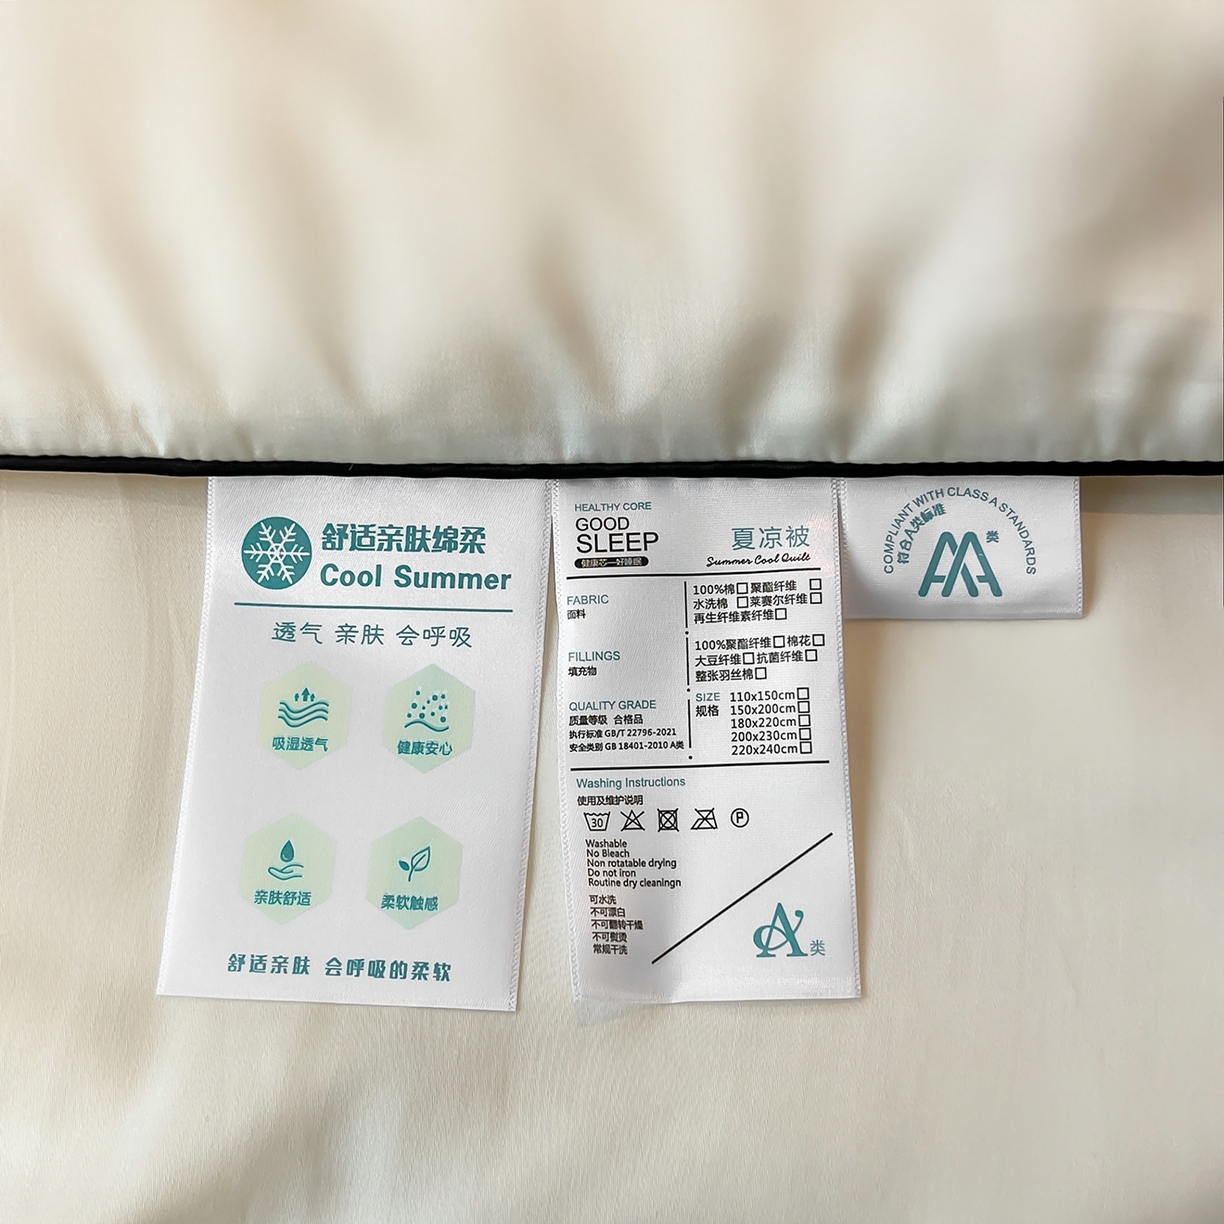 舒适亲肤绵柔
Cool Summer
透气 亲肤 会呼吸
吸湿透气
健康安心
亲肤舒适
柔软触感
舒适亲肤 会呼吸的柔软
HEALTHY CORE
GOOD
SLEEP
健康芯—好睡眠
夏凉被
Summer Cool Quilt
FABRIC
面料
100%棉□聚酯纤维 □
水洗棉 □莱赛尔纤维□
再生纤维素纤维□
FILLINGS
填充物
100%聚酯纤维□棉花□
大豆纤维□抗菌纤维□
整张羽丝棉□
QUALITY GRADE
质量等级 合格品
执行标准 GB/T 22796-2021
安全类别 GB 18401-2010 A类
SIZE
规格
110x150cm□
150x200cm□
180x220cm□
200x230cm□
220x240cm□
Washing Instructions
使用及维护说明
30
P
Washable
No Bleach
Non rotatable drying
Do not iron
Routine dry cleaningn
可水洗
不可漂白
不可翻转干燥
不可熨烫
常规干洗
A类
COMPLIANT WITH CLASS A STANDARDS
符合A类标准
AA类